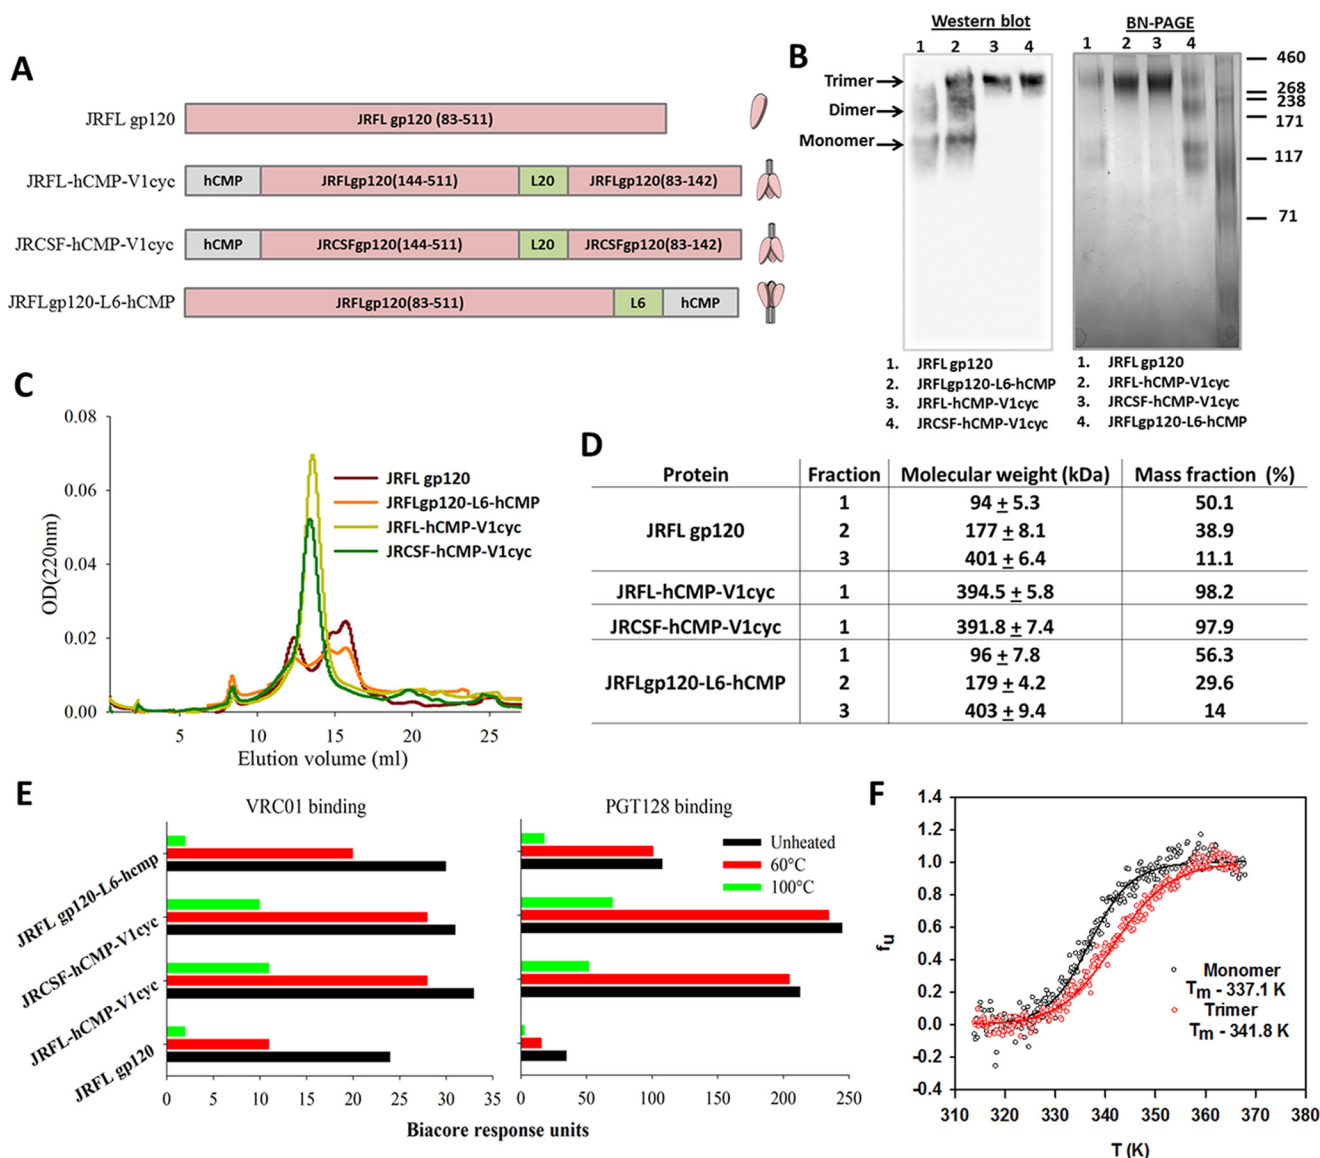 A
JRFL gp120
JRFL gp120 (83-511)
JRFL-hCMP-V1cyc
hCMP
JRFLgp120(144-511)
L20
JRFLgp120(83-142)
JRCSF-hCMP-V1cyc
hCMP
JRCSFgp120(144-511)
L20
JRCSFgp120(83-142)
JRFLgp120-L6-hCMP
JRFLgp120(83-511)
L6
hCMP
B
Western blot
1 2 3 4
Trimer
Dimer
Monomer
1. JRFL gp120
2. JRFLgp120-L6-hCMP
3. JRFL-hCMP-V1cyc
4. JRCSF-hCMP-V1cyc
BN-PAGE
1 2 3 4
460
268
238
171
117
71
1. JRFL gp120
2. JRFL-hCMP-V1cyc
3. JRCSF-hCMP-V1cyc
4. JRFLgp120-L6-hCMP
C
OD(220nm)
0.08
0.06
0.04
0.02
0.00
5 10 15 20 25
Elution volume (ml)
JRFL gp120
JRFLgp120-L6-hCMP
JRFL-hCMP-V1cyc
JRCSF-hCMP-V1cyc
D
Protein Fraction Molecular weight (kDa) Mass fraction (%)
JRFL gp120
1 94 ± 5.3 50.1
2 177 ± 8.1 38.9
3 401 ± 6.4 11.1
JRFL-hCMP-V1cyc 1 394.5 ± 5.8 98.2
JRCSF-hCMP-V1cyc 1 391.8 ± 7.4 97.9
JRFLgp120-L6-hCMP
1 96 ± 7.8 56.3
2 179 ± 4.2 29.6
3 403 ± 9.4 14
E
VRC01 binding
PGT128 binding
Unheated
60°C
100°C
JRFL gp120-L6-hcmp
JRCSF-hCMP-V1cyc
JRFL-hCMP-V1cyc
JRFL gp120
0 5 10 15 20 25 30 35
0 50 100 150 200 250
Biacore response units
F
fu
1.4
1.2
1.0
0.8
0.6
0.4
0.2
0.0
-0.2
-0.4
Monomer
Tm - 337.1 K
Trimer
Tm - 341.8 K
310 320 330 340 350 360 370 380
T (K)